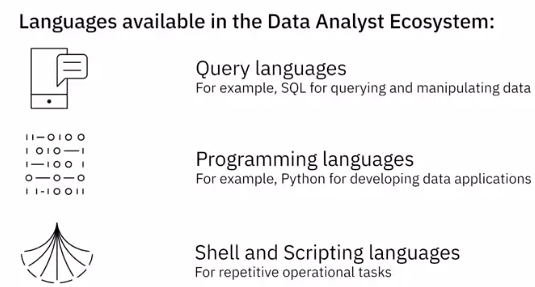 Languages available in the Data Analyst Ecosystem:
Query languages
For example, SQL for querying and manipulating data
Programming languages
For example, Python for developing data applications
Shell and Scripting languages
For repetitive operational tasks